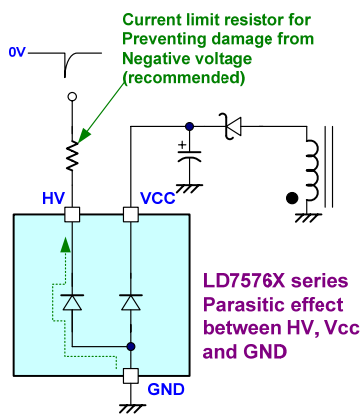 Current limit resistor for
Preventing damage from
Negative voltage
(recommended)
0V
+
HV
VCC
LD7576X series
Parasitic effect
between HV, Vcc
and GND
GND